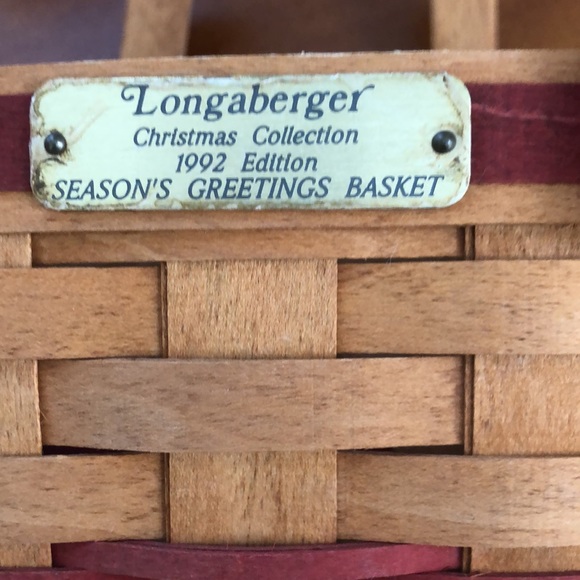 Longaberger
Christmas Collection
1992 Edition
SEASON'S GREETINGS BASKET